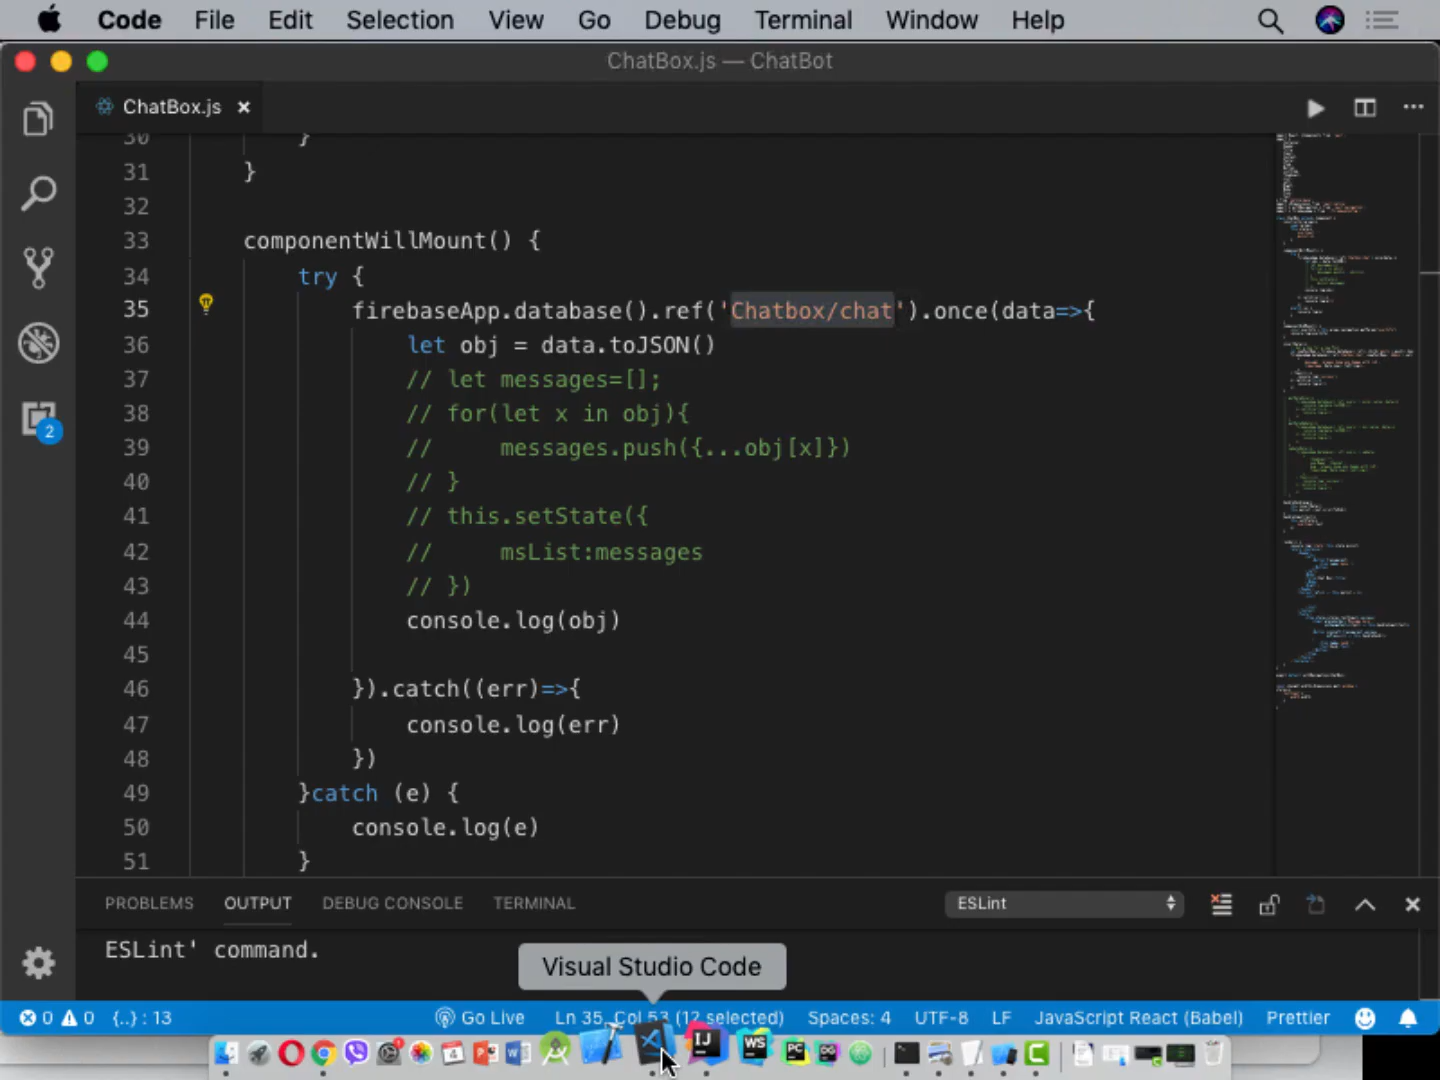 Code File Edit Selection View Go Debug Terminal Window Help
ChatBox.js — ChatBot
ChatBox.js
30 }
31 }
32
33 componentWillMount() {
34 try {
35 firebaseApp.database().ref('Chatbox/chat').once(data=>{
36 let obj = data.toJSON()
37 // let messages=[];
38 // for(let x in obj){
39 // messages.push({...obj[x]})
40 // }
41 // this.setState({
42 // msList:messages
43 // })
44 console.log(obj)
45
46 }).catch((err)=>{
47 console.log(err)
48 })
49 }catch (e) {
50 console.log(e)
51 }
2
PROBLEMS OUTPUT DEBUG CONSOLE TERMINAL ESLint
ESLint' command.
Visual Studio Code
0 0 {..} : 13 Go Live Ln 35, Col 53 (12 selected) Spaces: 4 UTF-8 LF JavaScript React (Babel) Prettier
IJ WS PC